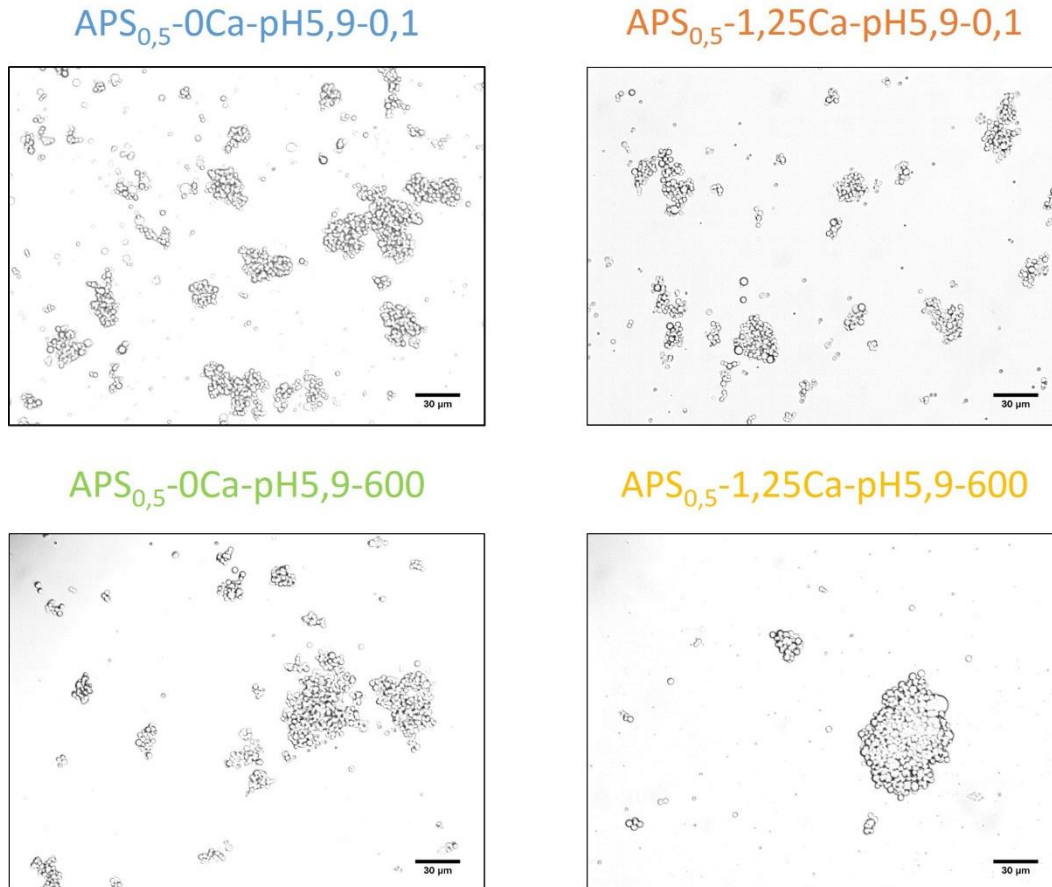 APS0,5-0Ca-pH5,9-0,1
APS0,5-1,25Ca-pH5,9-0,1
30 µm
30 µm
APS0,5-0Ca-pH5,9-600
APS0,5-1,25Ca-pH5,9-600
30 µm
30 µm